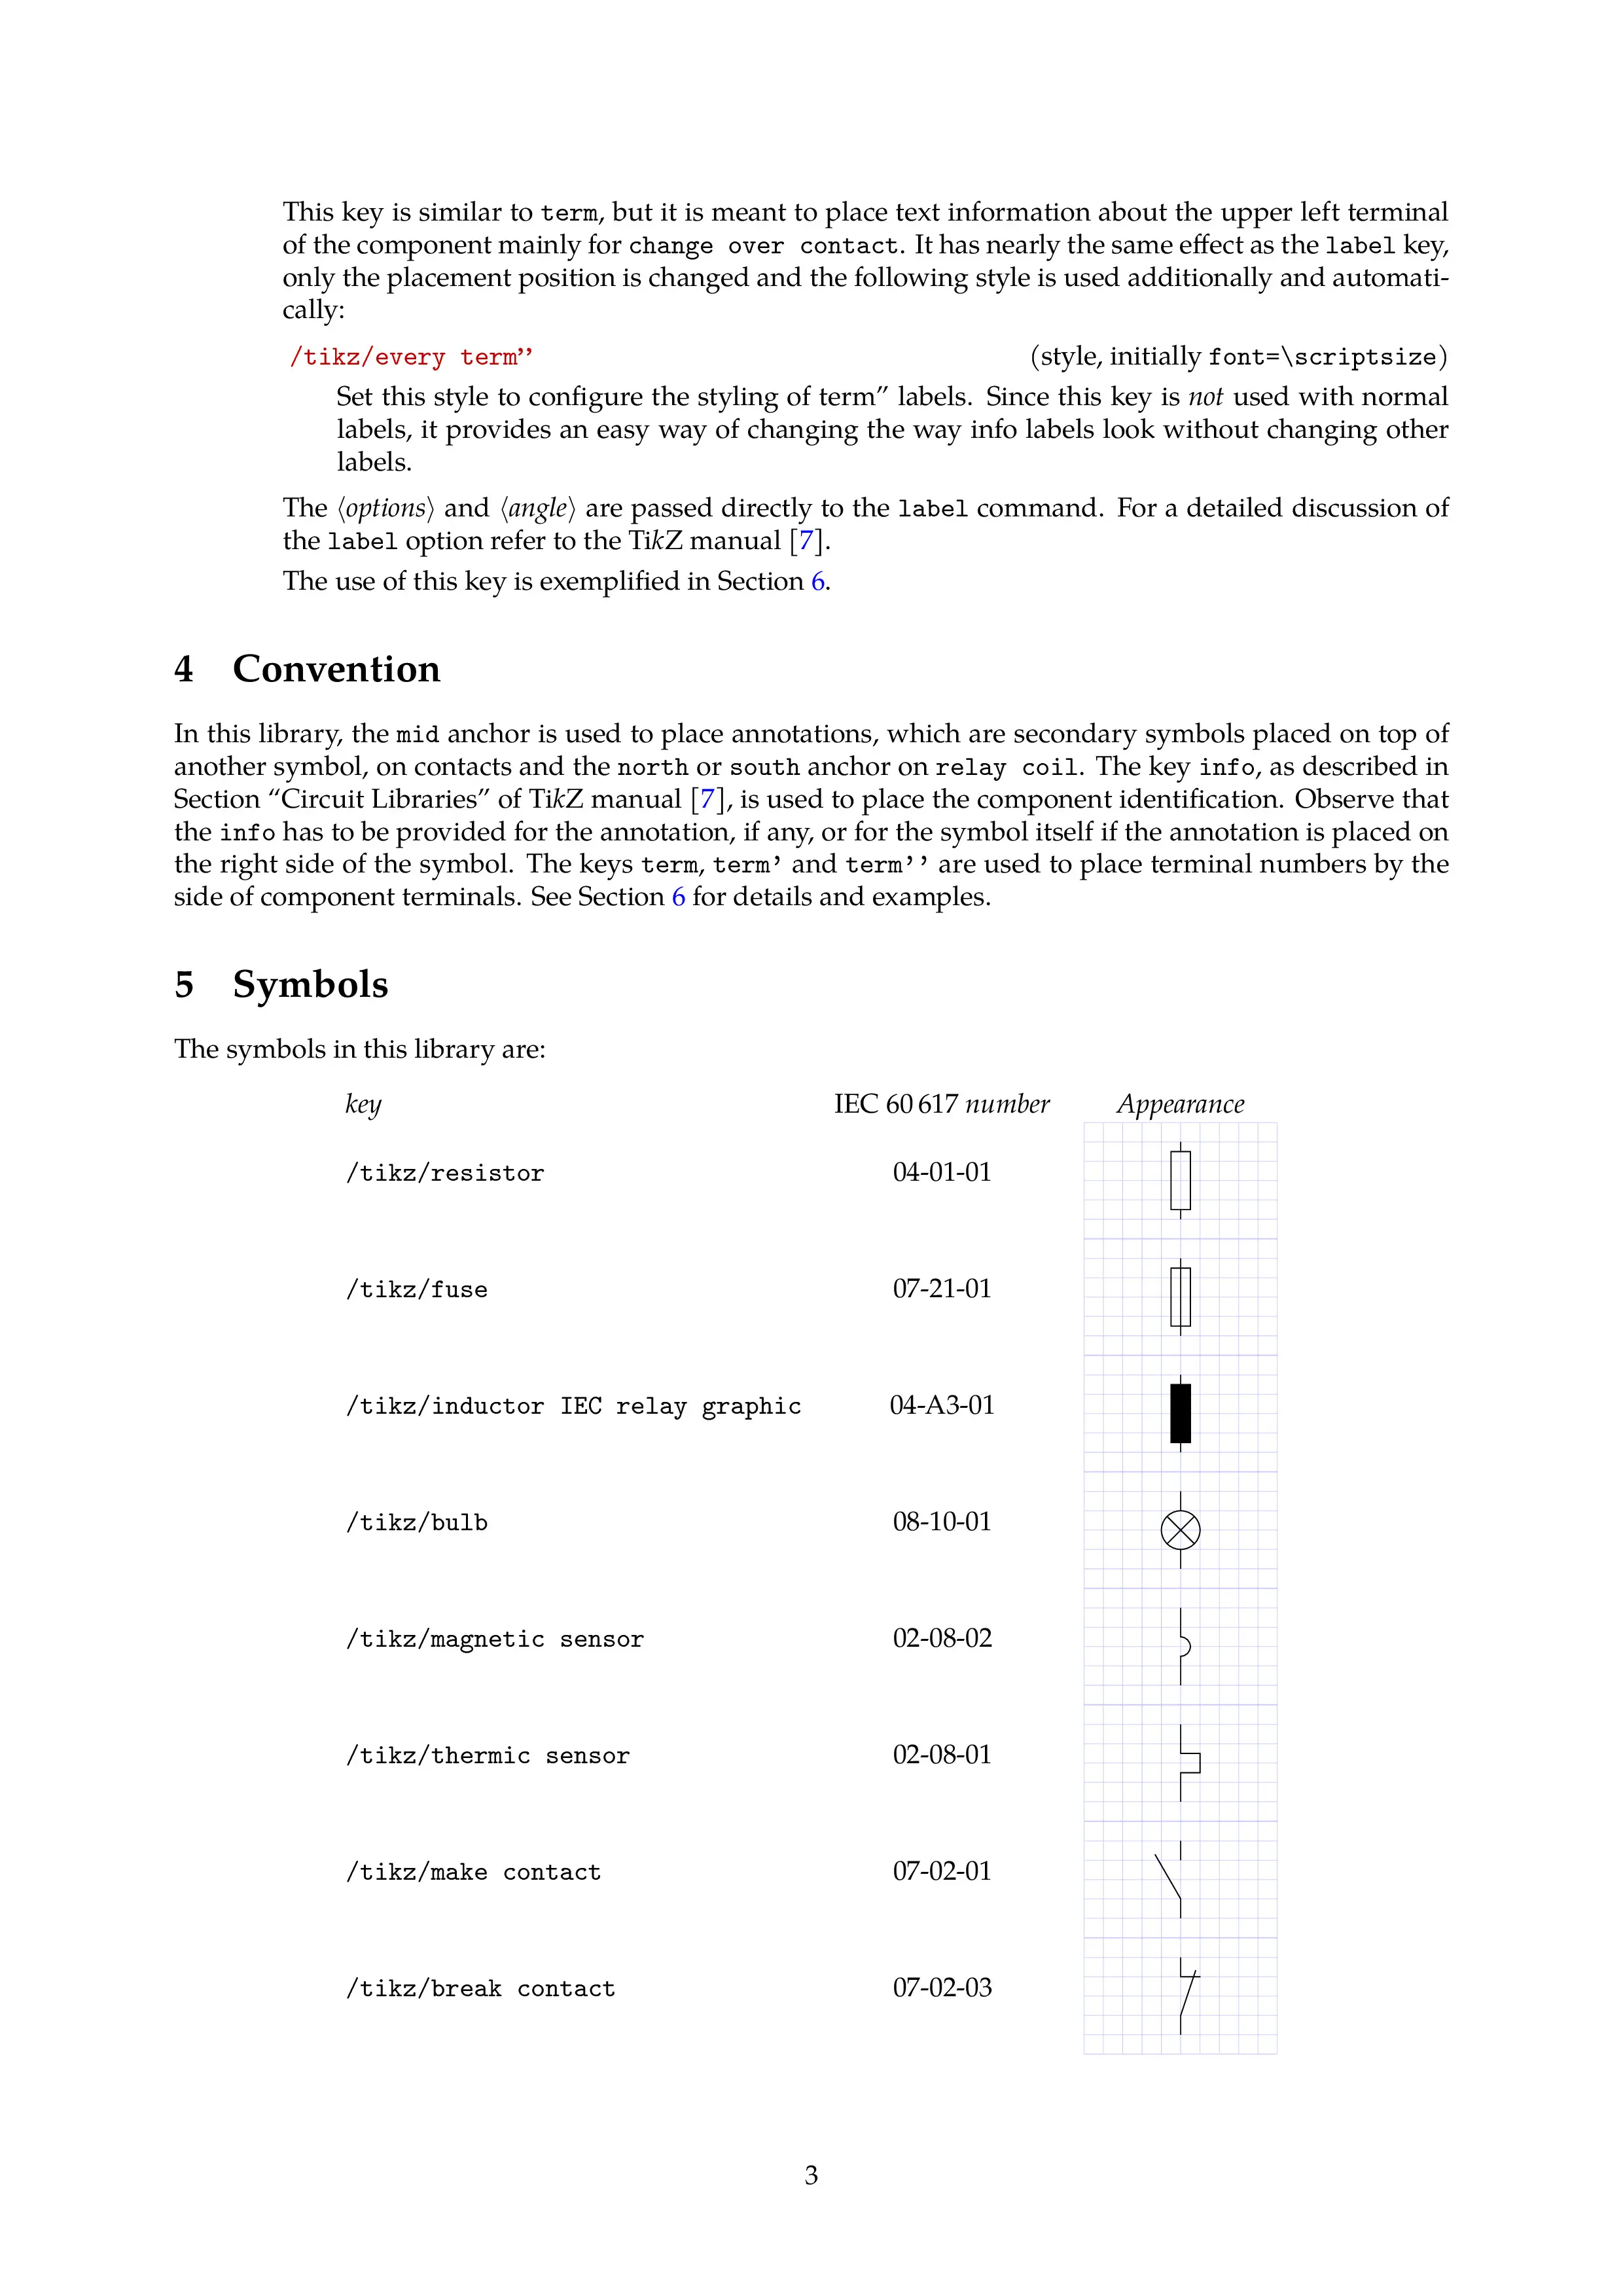 This key is similar to term, but it is meant to place text information about the upper left terminal
of the component mainly for change over contact. It has nearly the same effect as the label key,
only the placement position is changed and the following style is used additionally and automati-
cally:
/tikz/every term” (style, initially font=\scriptsize)
Set this style to configure the styling of term” labels. Since this key is not used with normal
labels, it provides an easy way of changing the way info labels look without changing other
labels.
The ⟨options⟩ and ⟨angle⟩ are passed directly to the label command. For a detailed discussion of
the label option refer to the TikZ manual [7].
The use of this key is exemplified in Section 6.
4 Convention
In this library, the mid anchor is used to place annotations, which are secondary symbols placed on top of
another symbol, on contacts and the north or south anchor on relay coil. The key info, as described in
Section “Circuit Libraries” of TikZ manual [7], is used to place the component identification. Observe that
the info has to be provided for the annotation, if any, or for the symbol itself if the annotation is placed on
the right side of the symbol. The keys term, term’ and term’’ are used to place terminal numbers by the
side of component terminals. See Section 6 for details and examples.
5 Symbols
The symbols in this library are:
key IEC 60 617 number Appearance
/tikz/resistor 04-01-01
/tikz/fuse 07-21-01
/tikz/inductor IEC relay graphic 04-A3-01
/tikz/bulb 08-10-01
/tikz/magnetic sensor 02-08-02
/tikz/thermic sensor 02-08-01
/tikz/make contact 07-02-01
/tikz/break contact 07-02-03
3